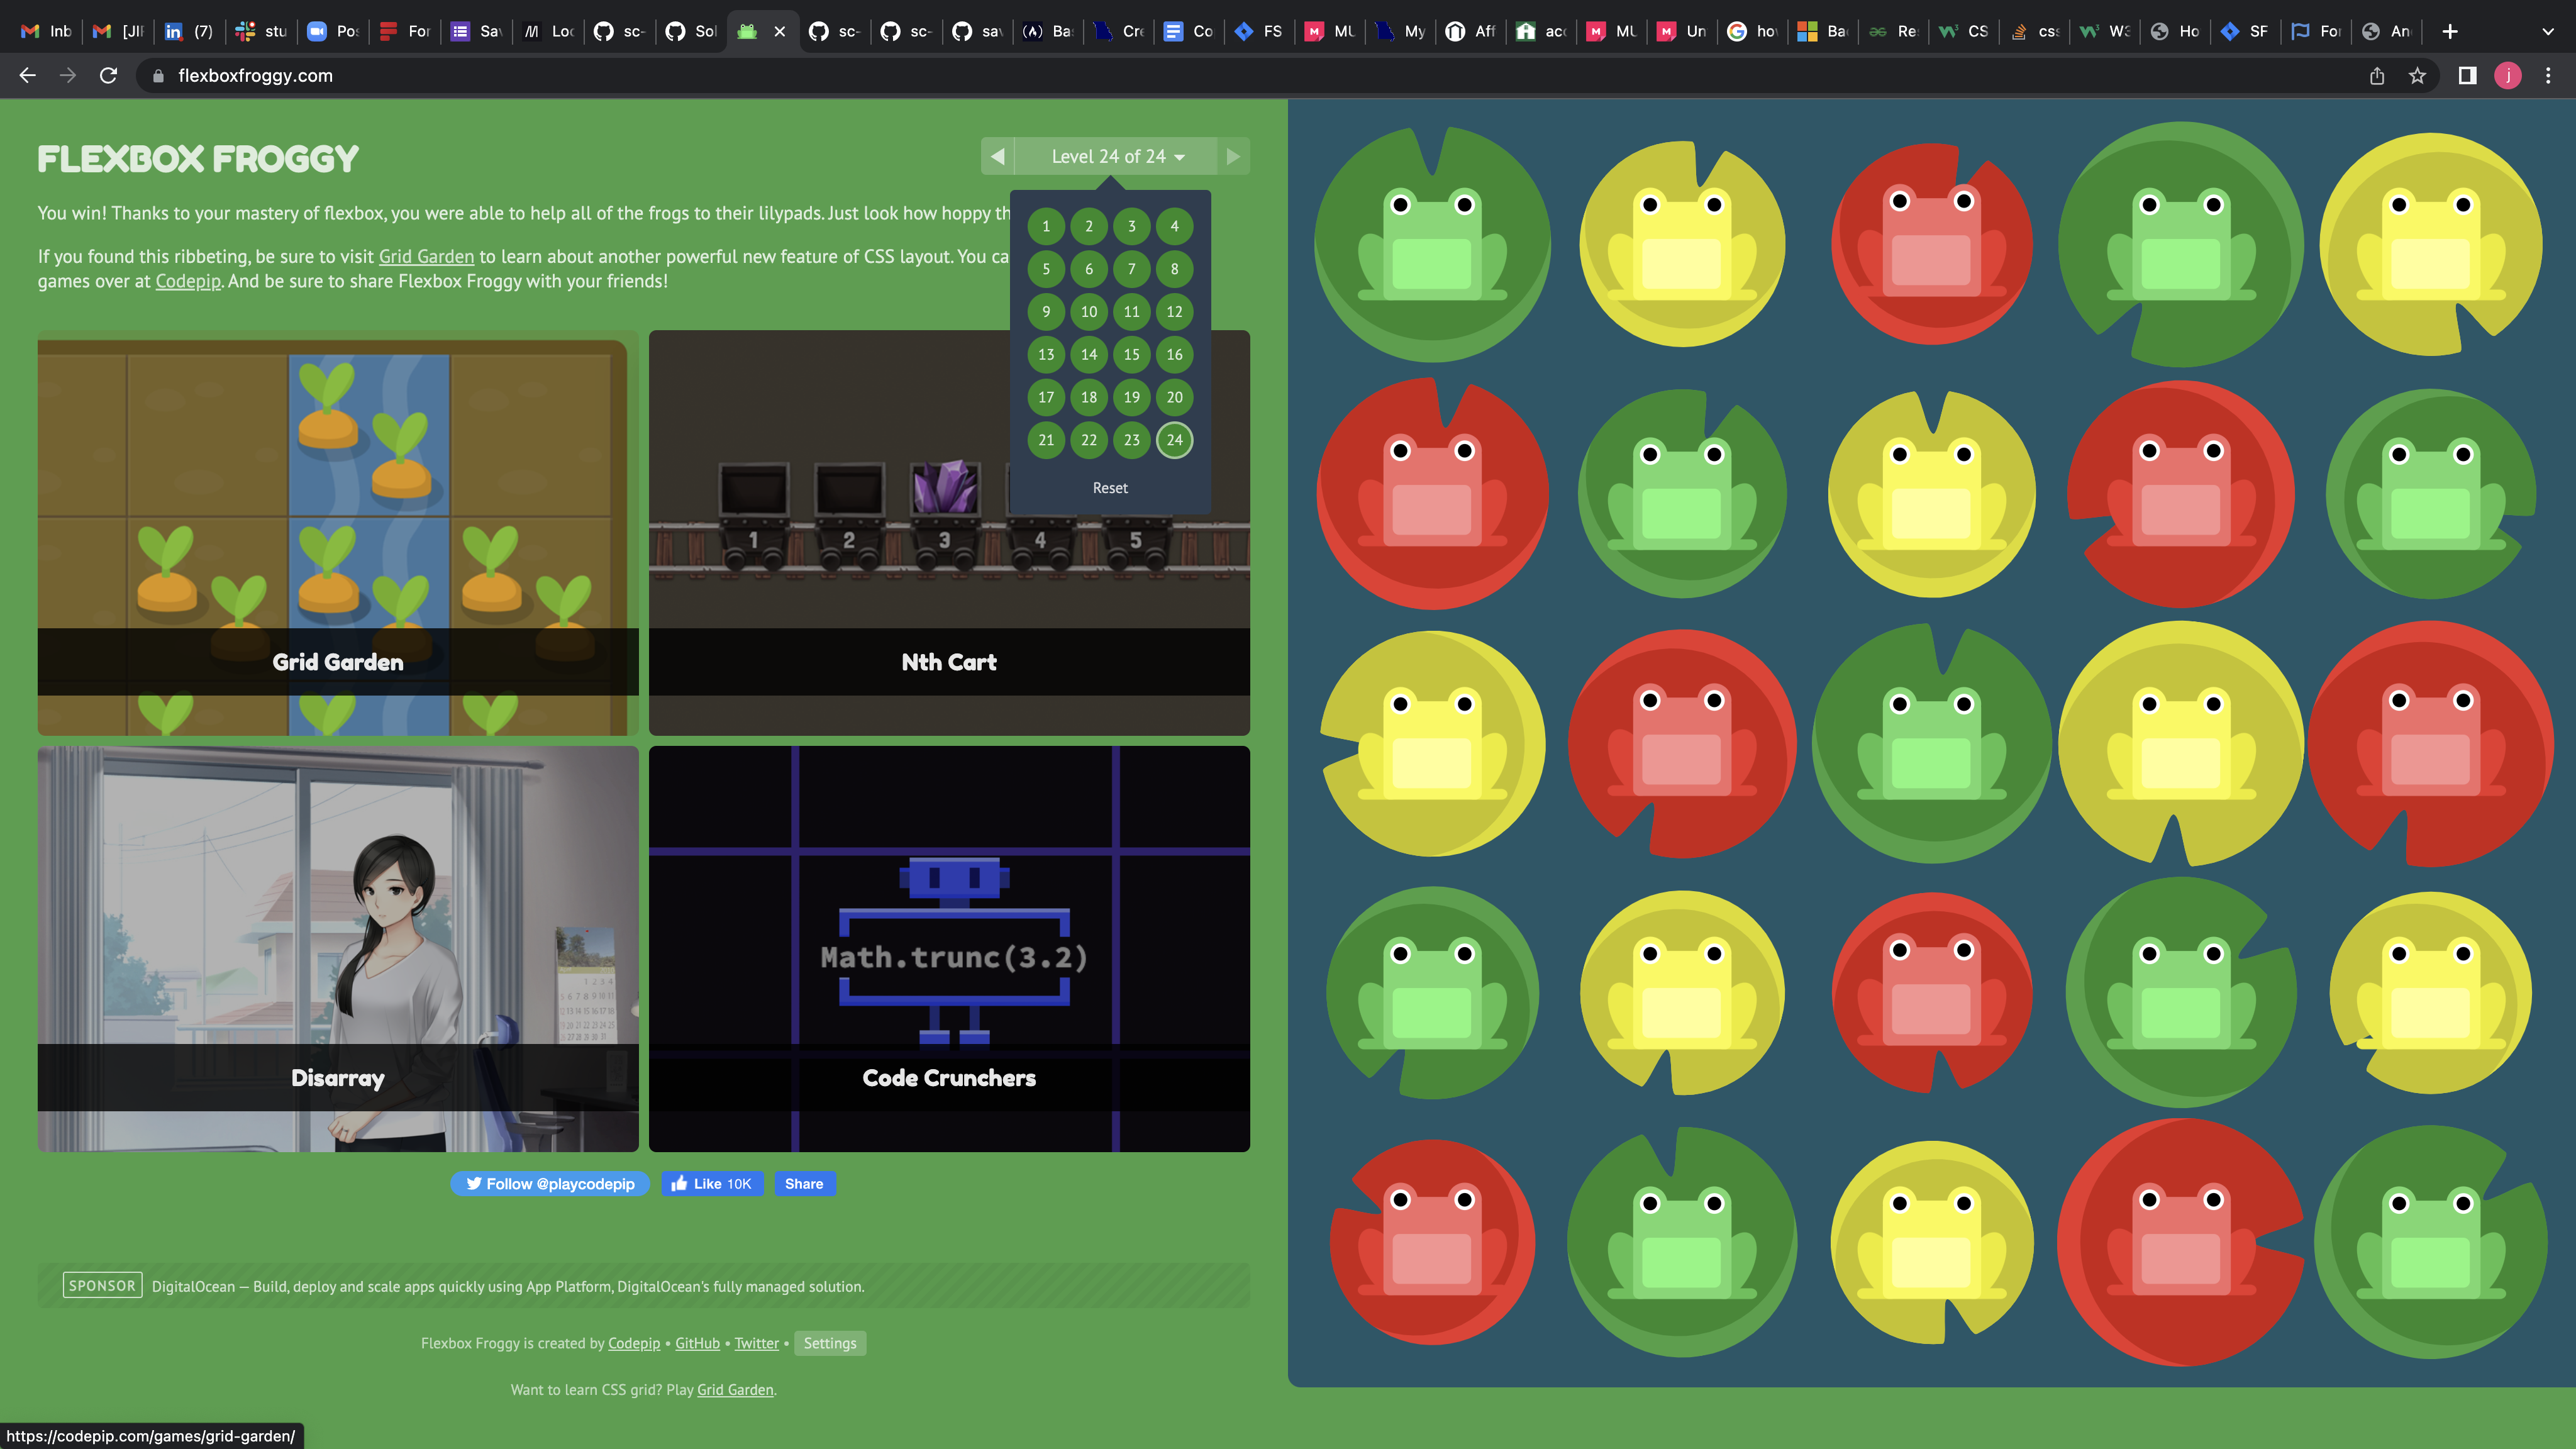 Inb
[JI
(7)
stu
Pos
For
Sav
Loc
sc-
Sol
sc-
sc-
sav
Ba
Cre
Co
FS
MU
My
Aff
acc
MU
Un
ho
Ba
Re
CS
css
W3
Ho
SF
For
An
flexboxfroggy.com
j
FLEXBOX FROGGY
Level 24 of 24
You win! Thanks to your mastery of flexbox, you were able to help all of the frogs to their lilypads. Just look how hoppy th
If you found this ribbeting, be sure to visit Grid Garden to learn about another powerful new feature of CSS layout. You ca
games over at Codepip. And be sure to share Flexbox Froggy with your friends!
1 2 3 4
5 6 7 8
9 10 11 12
13 14 15 16
17 18 19 20
21 22 23 24
Reset
1 2 3 4 5
Grid Garden
Nth Cart
Math.trunc(3.2)
Disarray
Code Crunchers
Follow @playcodepip
Like 10K
Share
SPONSOR DigitalOcean — Build, deploy and scale apps quickly using App Platform, DigitalOcean's fully managed solution.
Flexbox Froggy is created by Codepip • GitHub • Twitter • Settings
Want to learn CSS grid? Play Grid Garden.
https://codepip.com/games/grid-garden/